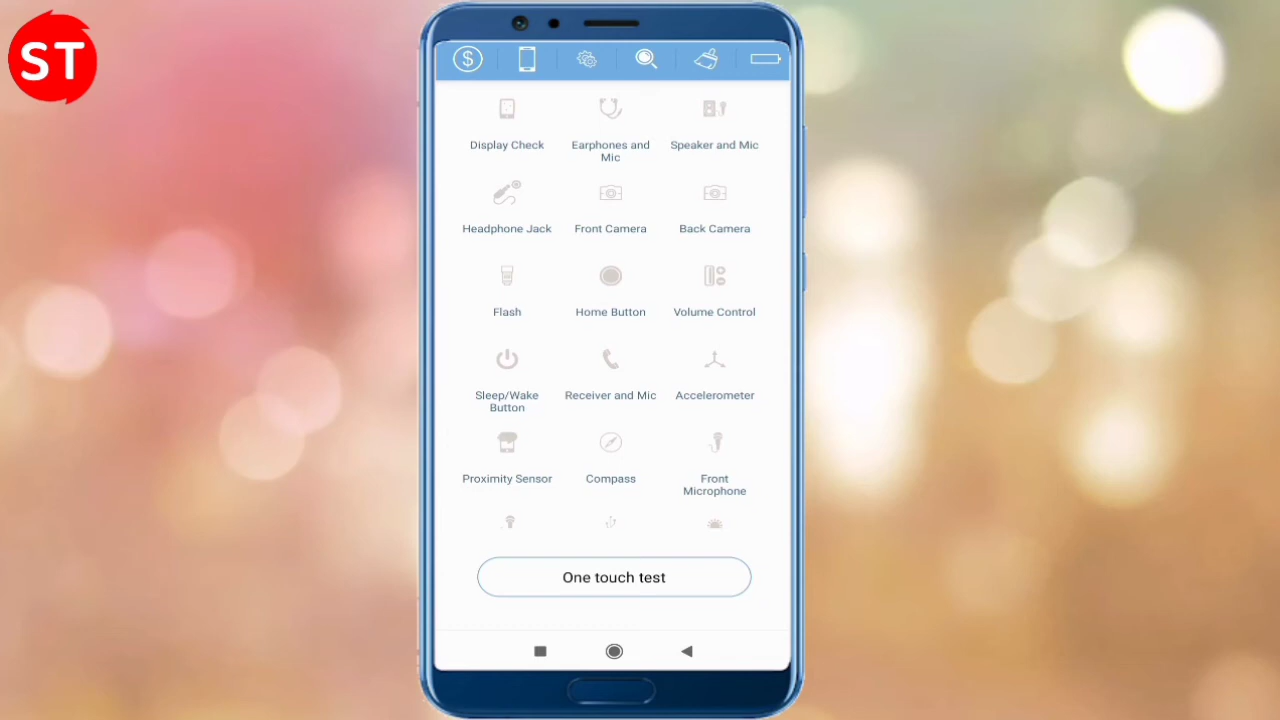 ST
$
Display Check
Earphones and
Mic
Speaker and Mic
Headphone Jack
Front Camera
Back Camera
Flash
Home Button
Volume Control
Sleep/Wake
Button
Receiver and Mic
Accelerometer
Proximity Sensor
Compass
Front
Microphone
One touch test